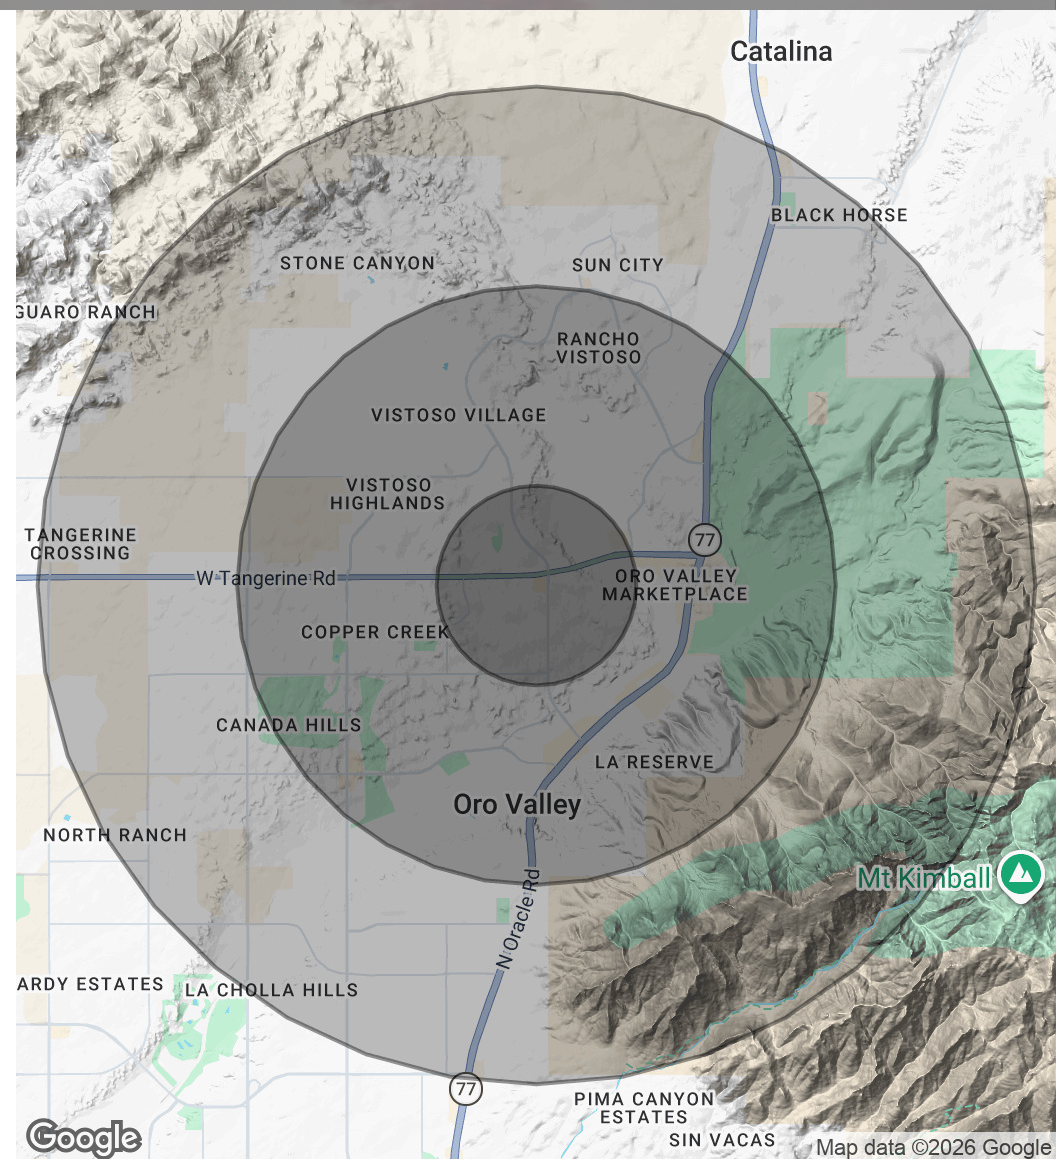 Catalina
BLACK HORSE
STONE CANYON
SUN CITY
GUARO RANCH
RANCHO
VISTOSO
VISTOSO VILLAGE
VISTOSO
HIGHLANDS
TANGERINE
CROSSING
77
W Tangerine Rd
ORO VALLEY
MARKETPLACE
COPPER CREEK
CANADA HILLS
LA RESERVE
Oro Valley
NORTH RANCH
Mt Kimball
N Oracle Rd
ARDY ESTATES
LA CHOLLA HILLS
77
PIMA CANYON
ESTATES
SIN VACAS
Google
Map data ©2026 Google